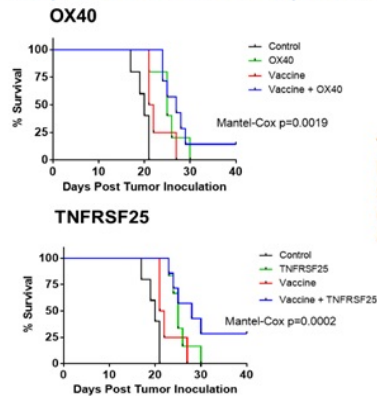 OX40
100
75
50
25
0
% Survival
0 10 20 30 40
Days Post Tumor Inoculation
Control
OX40
Vaccine
Vaccine + OX40
Mantel-Cox p=0.0019
TNFRSF25
100
75
50
25
0
% Survival
0 10 20 30 40
Days Post Tumor Inoculation
Control
TNFRSF25
Vaccine
Vaccine + TNFRSF25
Mantel-Cox p=0.0002